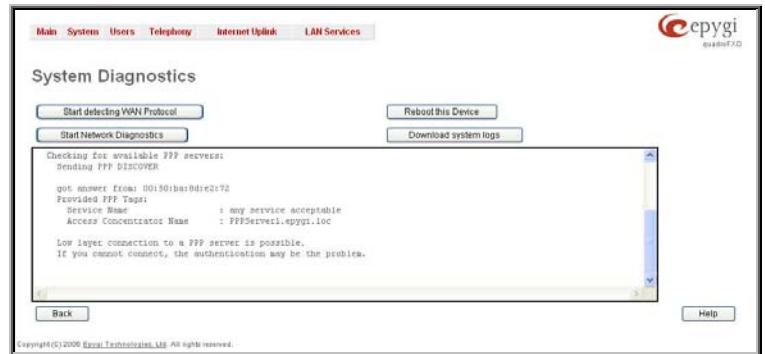 Main System Users Telephony Internet Uplink LAN Services
epygi
quadroFXO
System Diagnostics
Start detecting WAN Protocol
Reboot this Device
Start Network Diagnostics
Download system logs
Checking for available PPP servers:
Sending PPP DISCOVER
got answer from: 00:50:ba:8d:e2:72
Provided PPP Tags:
Service Name : any service acceptable
Access Concentrator Name : PPPServer1.epygi.loc
Low layer connection to a PPP server is possible.
If you cannot connect, the authentication may be the problem.
Back
Help
Copyright (C) 2006 Epygi Technologies, Ltd. All rights reserved.